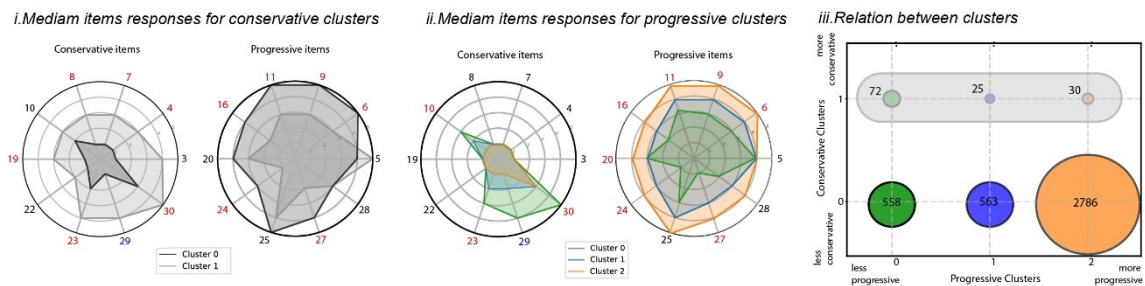 i.Mediam items responses for conservative clusters
ii.Mediam items responses for progressive clusters
iii.Relation between clusters
Conservative items
Progressive items
8
7
10
4
19
3
22
30
23
29
11
9
16
6
20
5
24
28
25
27
Cluster 0
Cluster 1
Conservative items
Progressive items
8
7
10
4
19
3
22
30
23
29
11
9
16
6
20
5
24
28
25
27
Cluster 0
Cluster 1
Cluster 2
more conservative
Conservative Clusters
less conservative
1
0
72
25
30
558
563
2786
0
1
2
less progressive
Progressive Clusters
more progressive